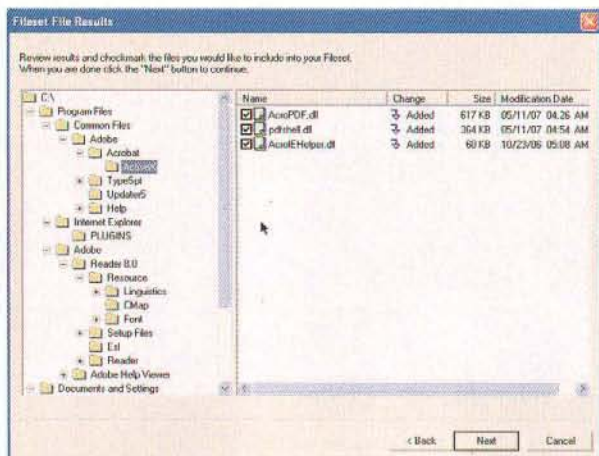 Fileset File Results
Review results and checkmark the files you would like to include into your Fileset.
When you are done click the "Next" button to continue.
C:\
Program Files
Common Files
Adobe
Acrobat
ActiveX
TypeSpt
Updater5
Help
Internet Explorer
PLUGINS
Adobe
Reader 8.0
Resource
Linguistics
CMap
Font
Setup Files
Esl
Reader
Adobe Help Viewer
Documents and Settings
Name Change Size Modification Date
AcroPDF.dll Added 617 KB 05/11/07 04:26 AM
pdfshell.dll Added 364 KB 05/11/07 04:54 AM
AcroIEHelper.dll Added 60 KB 10/23/06 05:08 AM
< Back Next Cancel